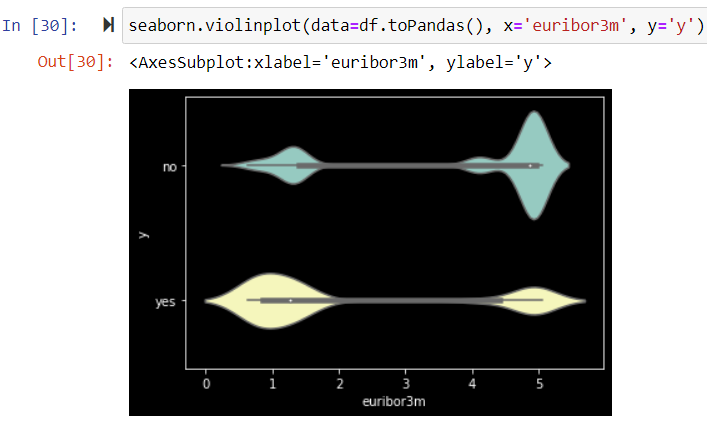 In [30]: seaborn.violinplot(data=df.toPandas(), x='euribor3m', y='y')
Out[30]: <AxesSubplot:xlabel='euribor3m', ylabel='y'>
no
y
yes
0 1 2 3 4 5
euribor3m